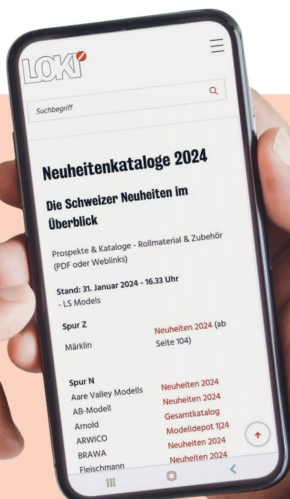 LOKI
Suchbegriff
Neuheitenkataloge 2024
Die Schweizer Neuheiten im
Überblick
Prospekte & Kataloge - Rollmaterial & Zubehör
(PDF oder Weblinks)
Stand: 31. Januar 2024 - 16.33 Uhr
- LS Models
Spur Z
Märklin Neuheiten 2024 (ab
Seite 104)
Spur N
Aare Valley Modells Neuheiten 2024
AB-Modell Neuheiten 2024
Arnold Gesamtkatalog
ARWICO Modelldepot 1|24
BRAWA Neuheiten 2024
Fleischmann Neuheiten 2024